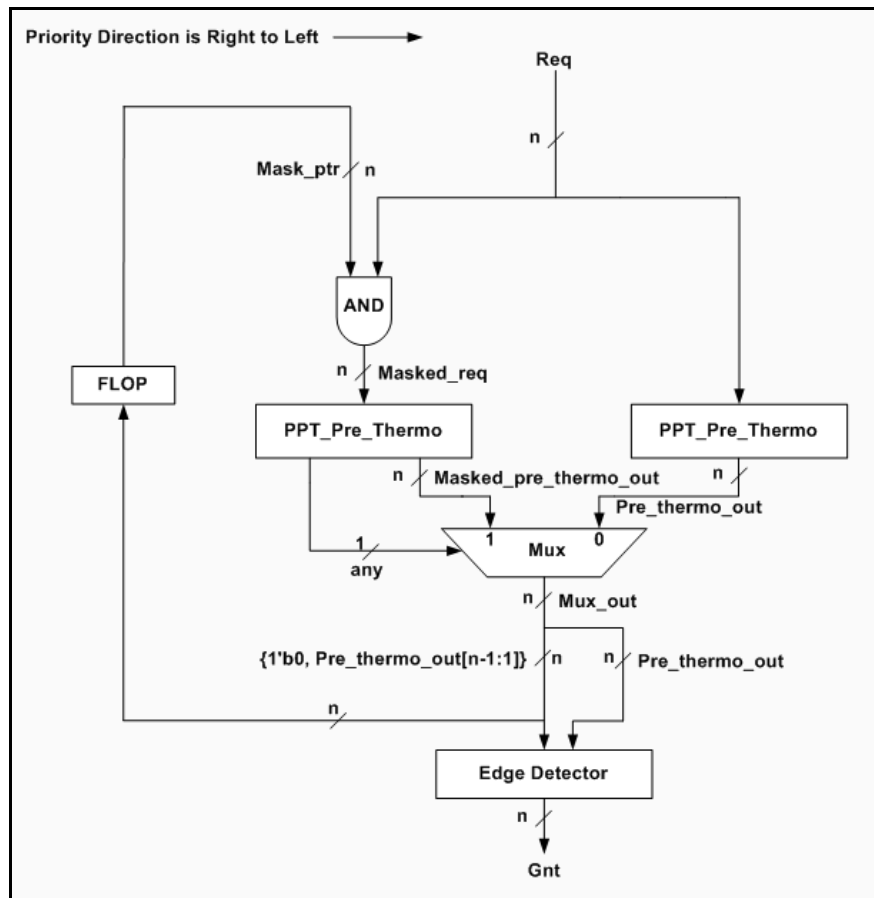 Priority Direction is Right to Left
Req
n
Mask_ptr n
AND
n Masked_req
FLOP
PPT_Pre_Thermo PPT_Pre_Thermo
n Masked_pre_thermo_out n
Pre_thermo_out
1 0
Mux
1
any
n Mux_out
{1'b0, Pre_thermo_out[n-1:1]} n n Pre_thermo_out
n
Edge Detector
n
Gnt